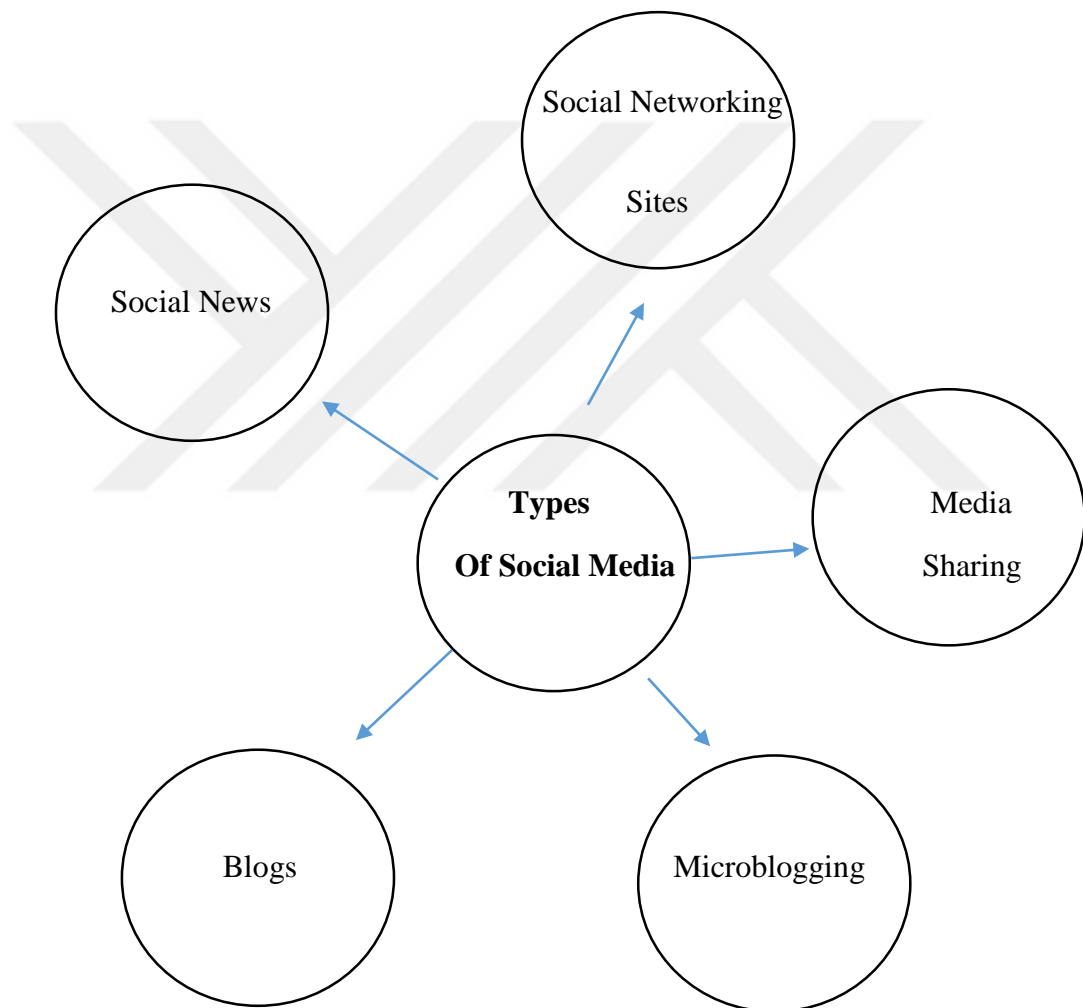 Social Networking
Sites
Social News
Types
Of Social Media
Media
Sharing
Blogs
Microblogging